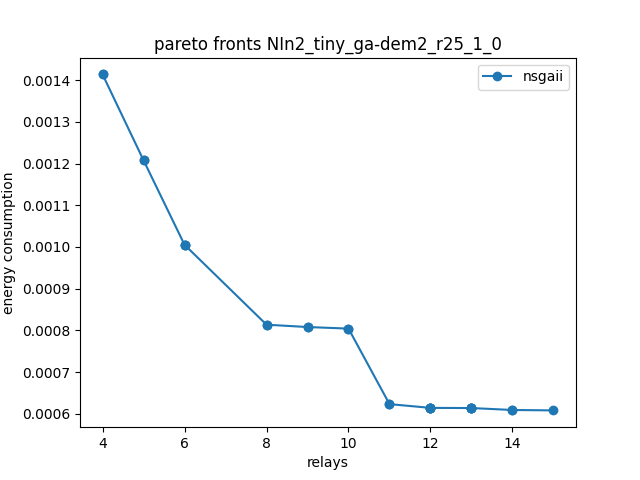 pareto fronts NIn2_tiny_ga-dem2_r25_1_0
nsgaii
energy consumption
0.0014
0.0013
0.0012
0.0011
0.0010
0.0009
0.0008
0.0007
0.0006
4 6 8 10 12 14
relays